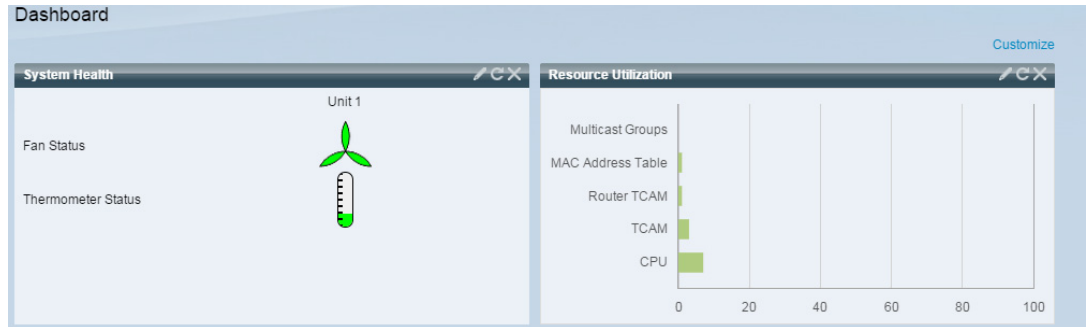 Dashboard
Customize
System Health
Unit 1
Fan Status
Thermometer Status
Resource Utilization
Multicast Groups
MAC Address Table
Router TCAM
TCAM
CPU
0 20 40 60 80 100